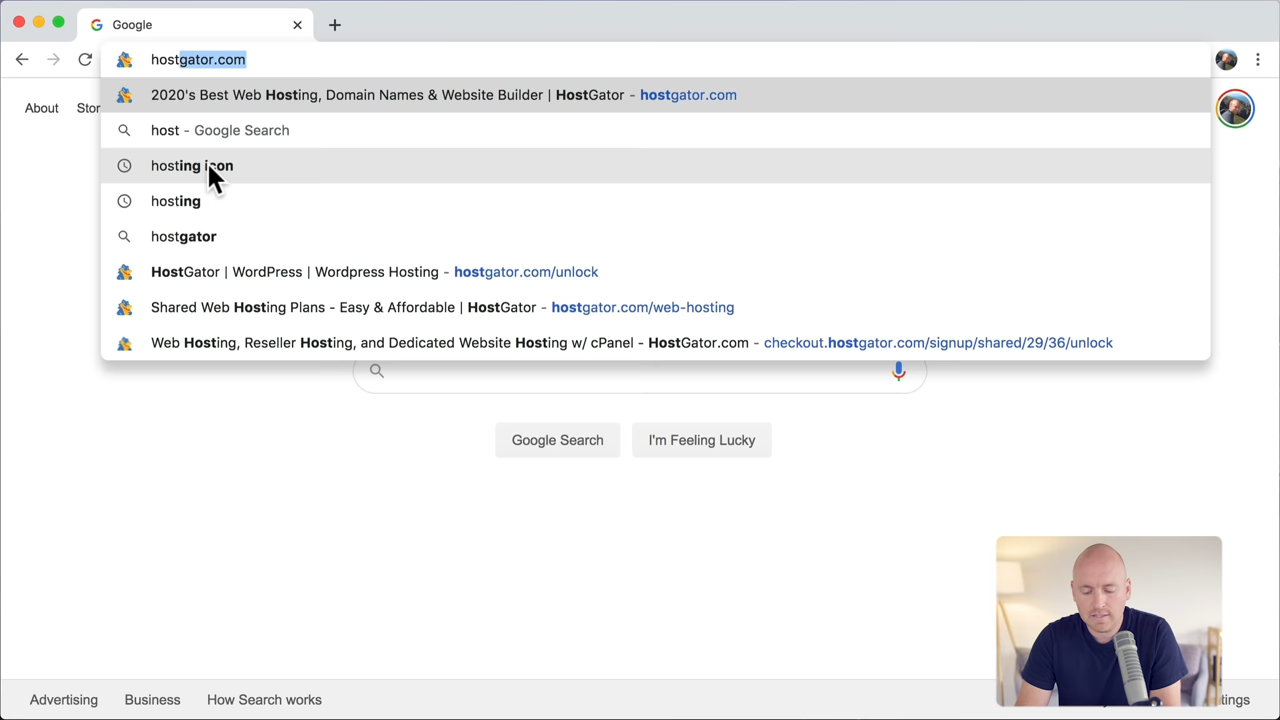 Google
hostgator.com
2020's Best Web Hosting, Domain Names & Website Builder | HostGator - hostgator.com
About
host - Google Search
hosting icon
hosting
hostgator
HostGator | WordPress | Wordpress Hosting - hostgator.com/unlock
Shared Web Hosting Plans - Easy & Affordable | HostGator - hostgator.com/web-hosting
Web Hosting, Reseller Hosting, and Dedicated Website Hosting w/ cPanel - HostGator.com - checkout.hostgator.com/signup/shared/29/36/unlock
Google Search
I'm Feeling Lucky
Advertising
Business
How Search works